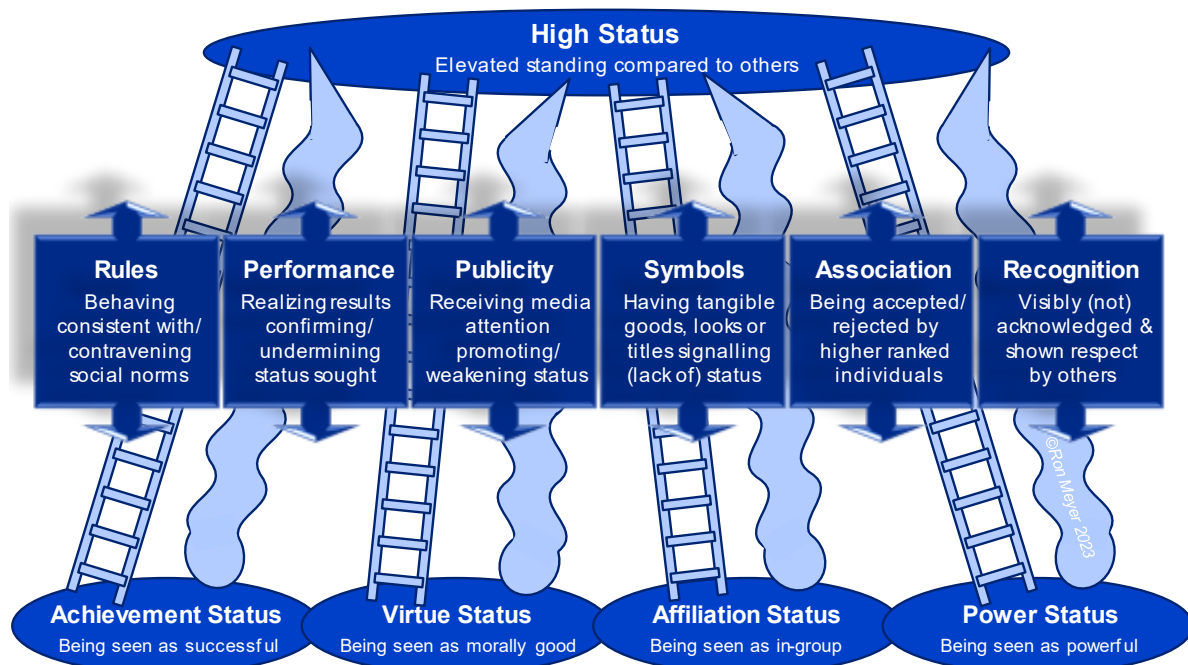 High Status
Elevated standing compared to others
Rules
Behaving
consistent with/
contravening
social norms
Performance
Realizing results
confirming/
undermining
status sought
Publicity
Receiving media
attention
promoting/
weakening status
Symbols
Having tangible
goods, looks or
titles signalling
(lack of) status
Association
Being accepted/
rejected by
higher ranked
individuals
Recognition
Visibly (not)
acknowledged &
shown respect
by others
©Ron Meyer 2023
Achievement Status
Being seen as successful
Virtue Status
Being seen as morally good
Affiliation Status
Being seen as in-group
Power Status
Being seen as powerful